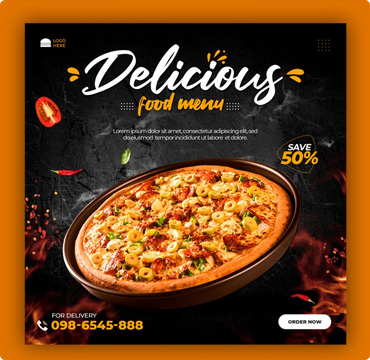 LOGO
HERE
Delicious
food menu
Lorem ipsum dolor sit amet, consectetur adipiscing elit, sed
do eiusmod tempor incididunt ut labore et dolore.
SAVE
50%
FOR DELIVERY
098-6545-888
ORDER NOW